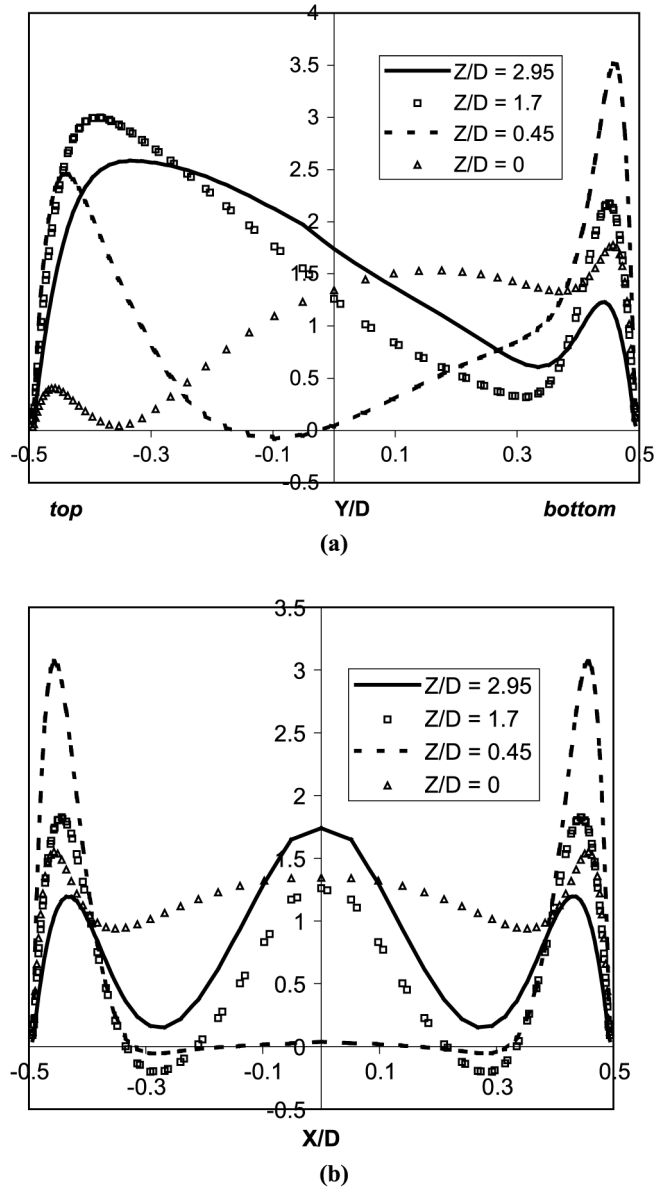 4
3.5
3
2.5
2
1.5
1
0.5
0
-0.5
Z/D = 2.95
Z/D = 1.7
Z/D = 0.45
Z/D = 0
-0.5 -0.3 -0.1 0.1 0.3 0.5
top Y/D bottom
(a)
3.5
3
2.5
2
1.5
1
0.5
0
-0.5
Z/D = 2.95
Z/D = 1.7
Z/D = 0.45
Z/D = 0
-0.5 -0.3 -0.1 0.1 0.3 0.5
X/D
(b)